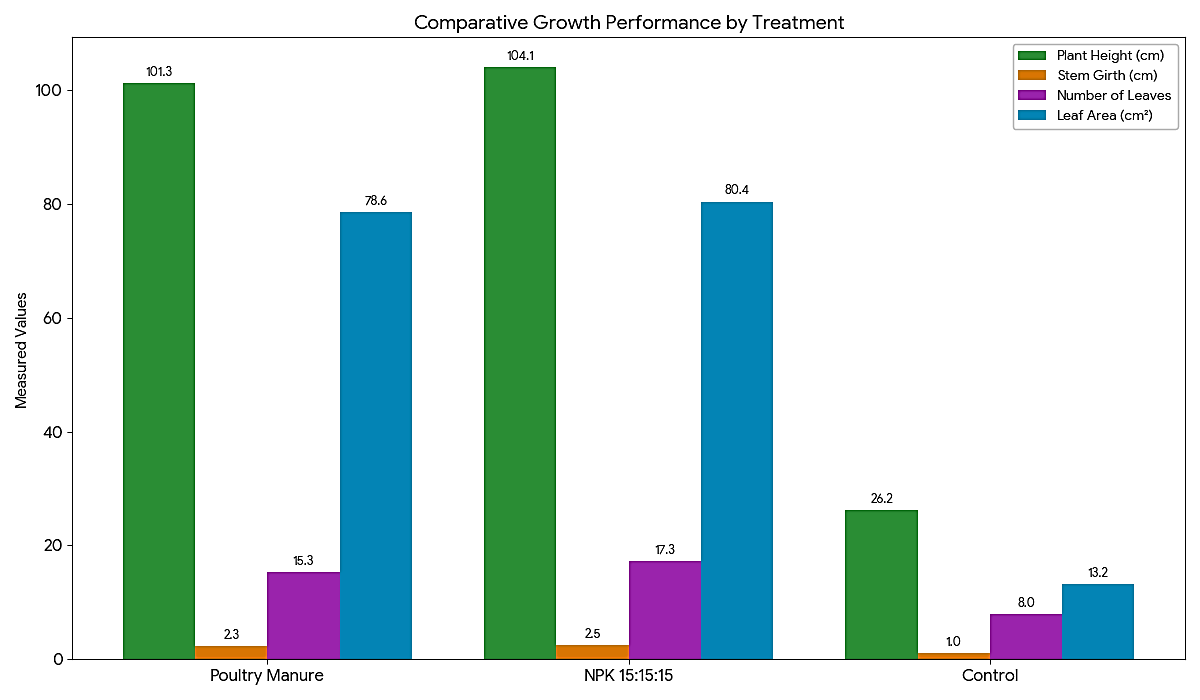 Comparative Growth Performance by Treatment
Plant Height (cm)
Stem Girth (cm)
Number of Leaves
Leaf Area (cm²)
Measured Values
100
80
60
40
20
0
101.3
2.3
15.3
78.6
104.1
2.5
17.3
80.4
26.2
1.0
8.0
13.2
Poultry Manure
NPK 15:15:15
Control